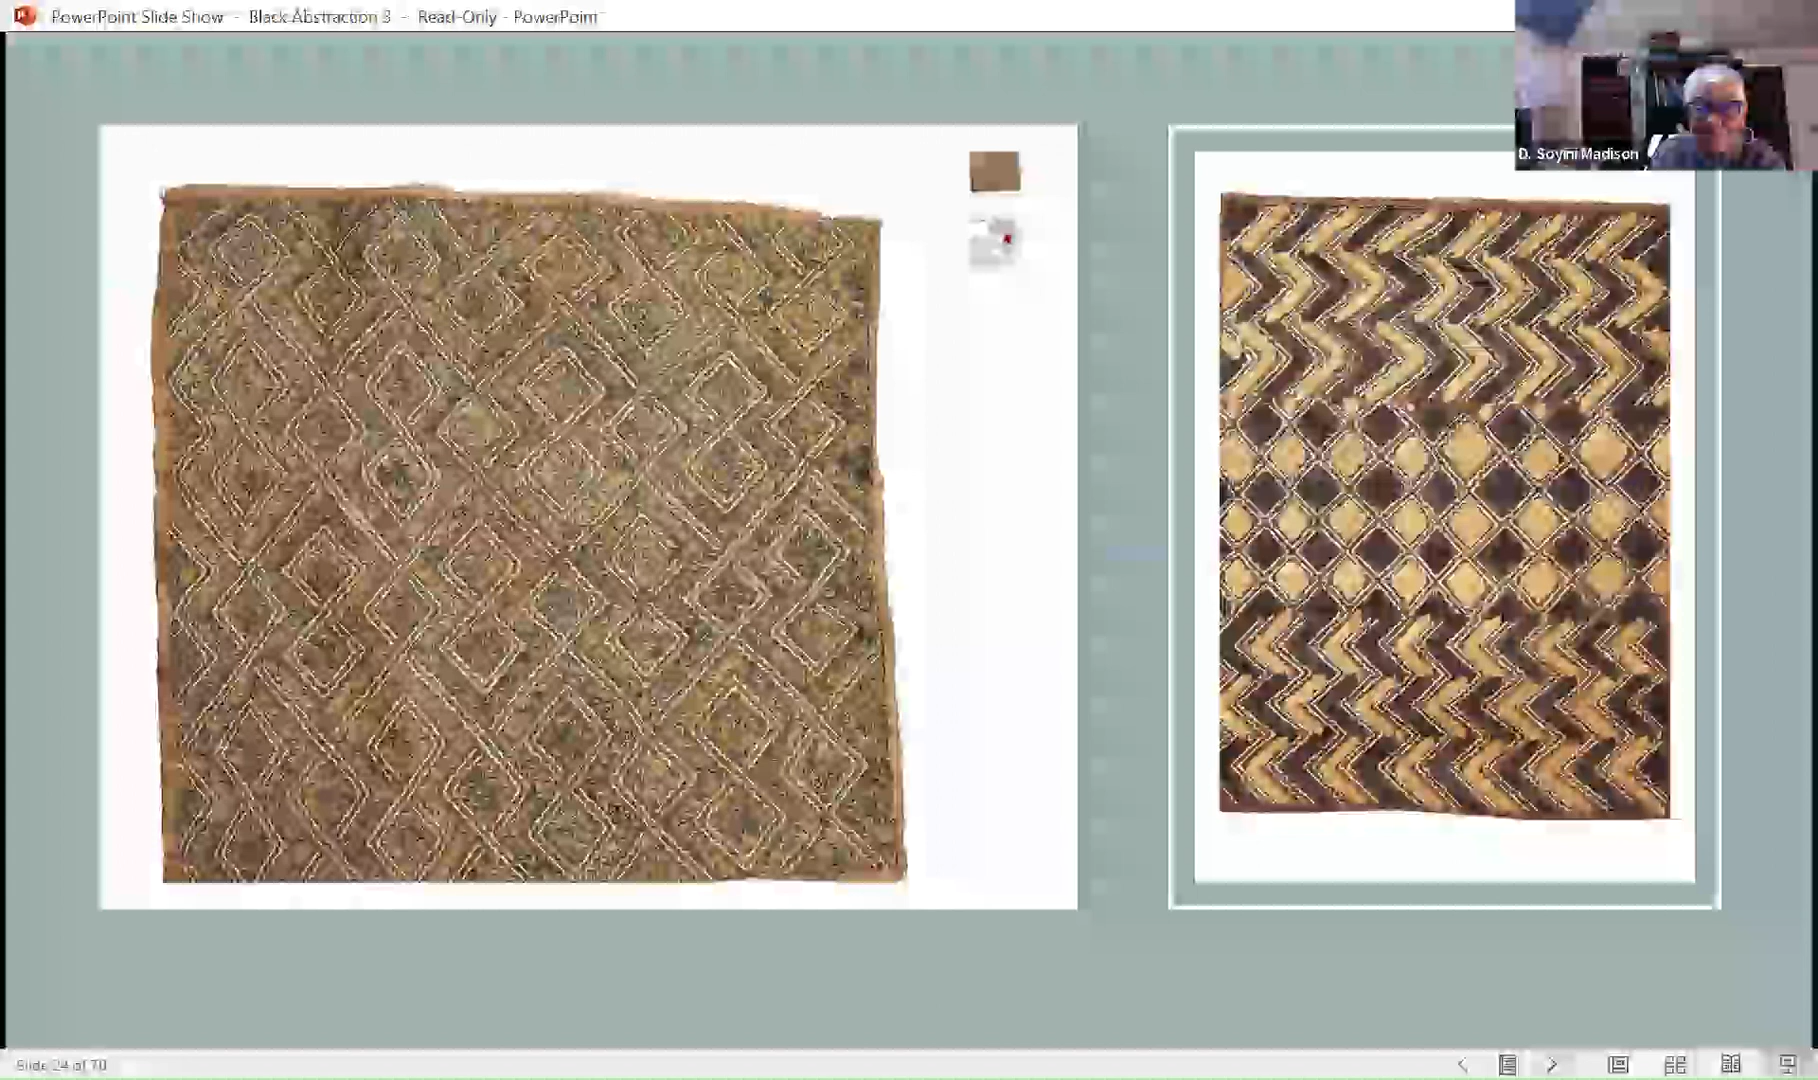 PowerPoint Slide Show - Black Abstraction 3 - Read-Only - PowerPoint
D. Soyini Madison
Slide 24 of 70